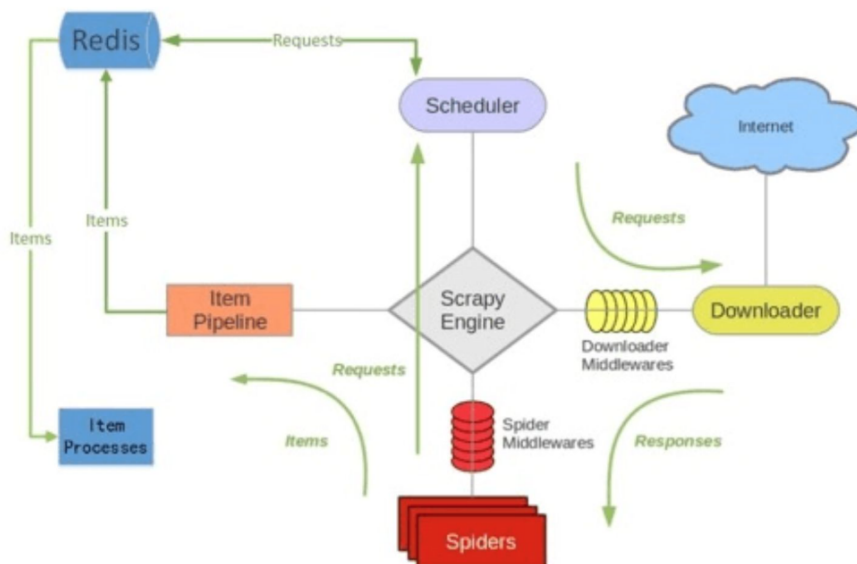 Redis
Requests
Scheduler
Internet
Items
Items
Requests
Item
Pipeline
Scrapy
Engine
Downloader
Downloader
Middlewares
Requests
Item
Processes
Items
Spider
Middlewares
Responses
Spiders